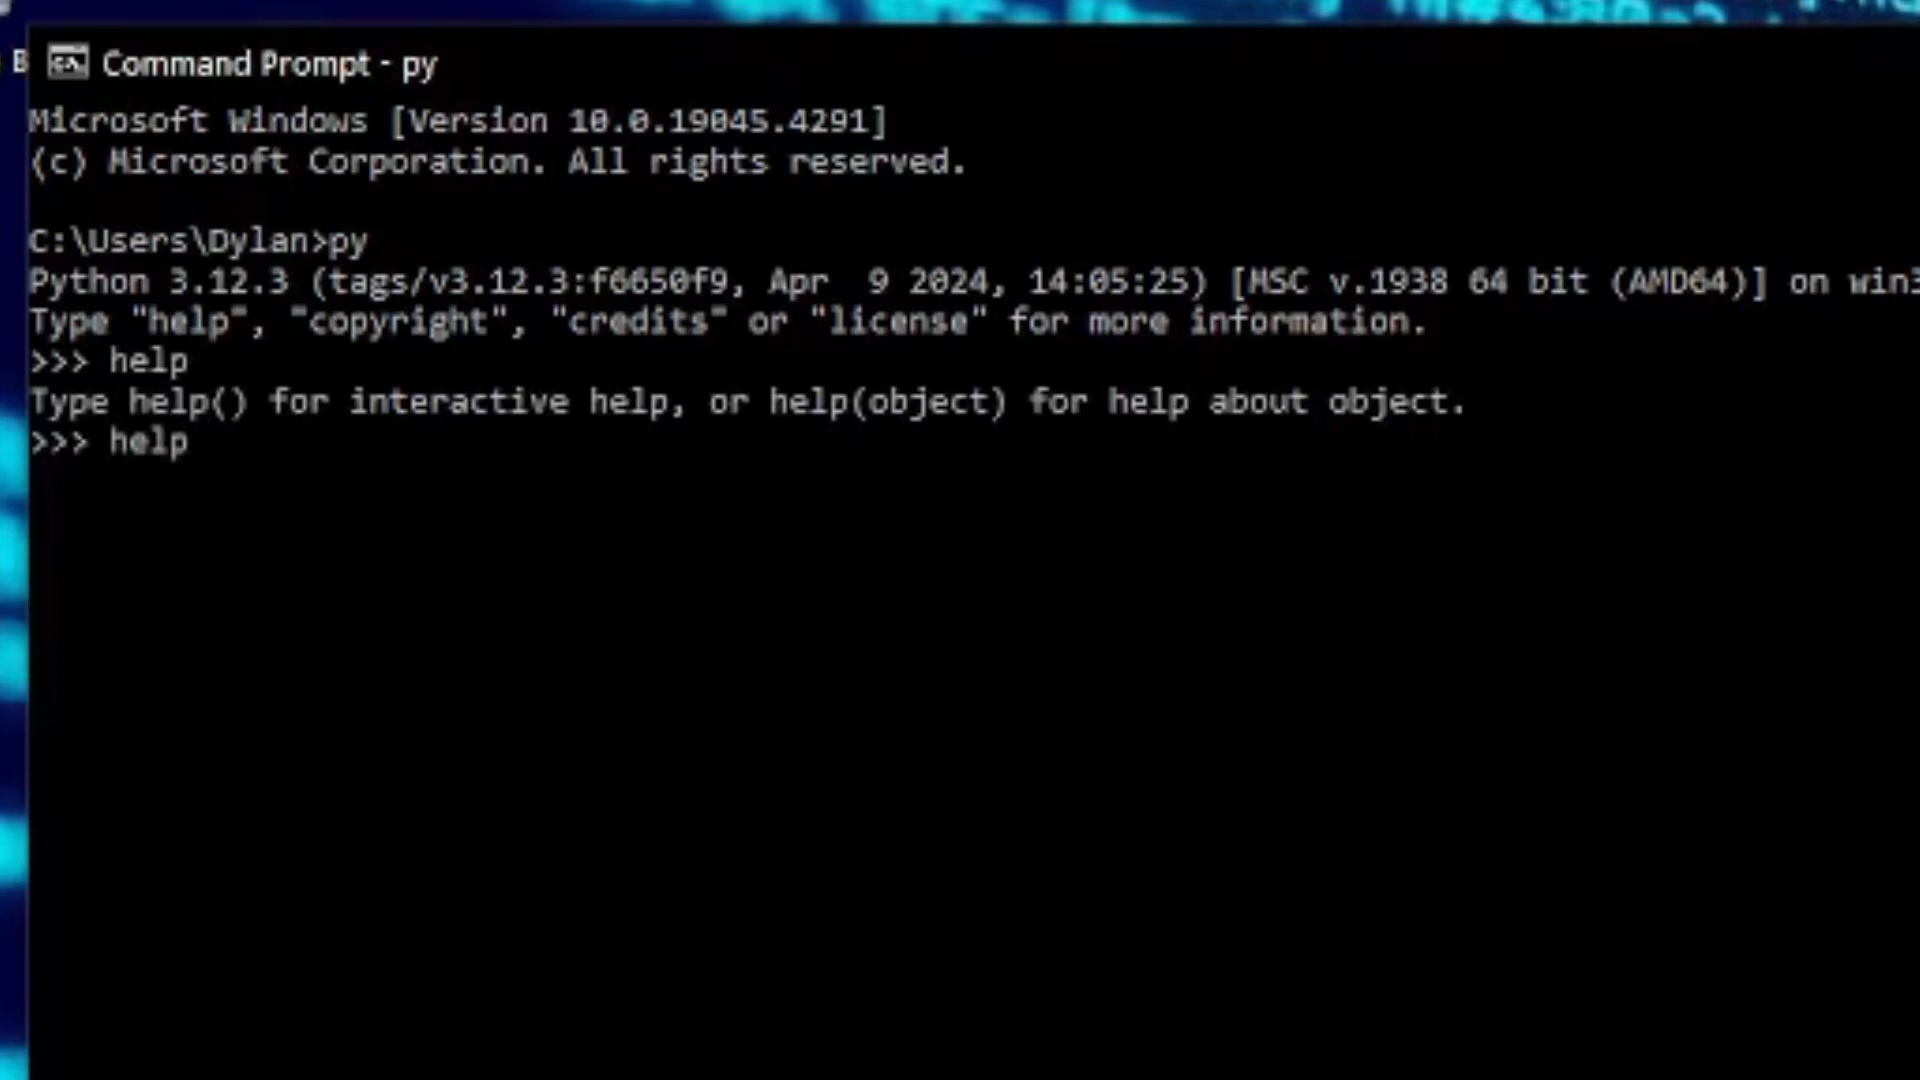 Command Prompt - py
Microsoft Windows [Version 10.0.19045.4291]
(c) Microsoft Corporation. All rights reserved.
C:\Users\Dylan>py
Python 3.12.3 (tags/v3.12.3:f6650f9, Apr  9 2024, 14:05:25) [MSC v.1938 64 bit (AMD64)] on win3
Type "help", "copyright", "credits" or "license" for more information.
>>> help
Type help() for interactive help, or help(object) for help about object.
>>> help